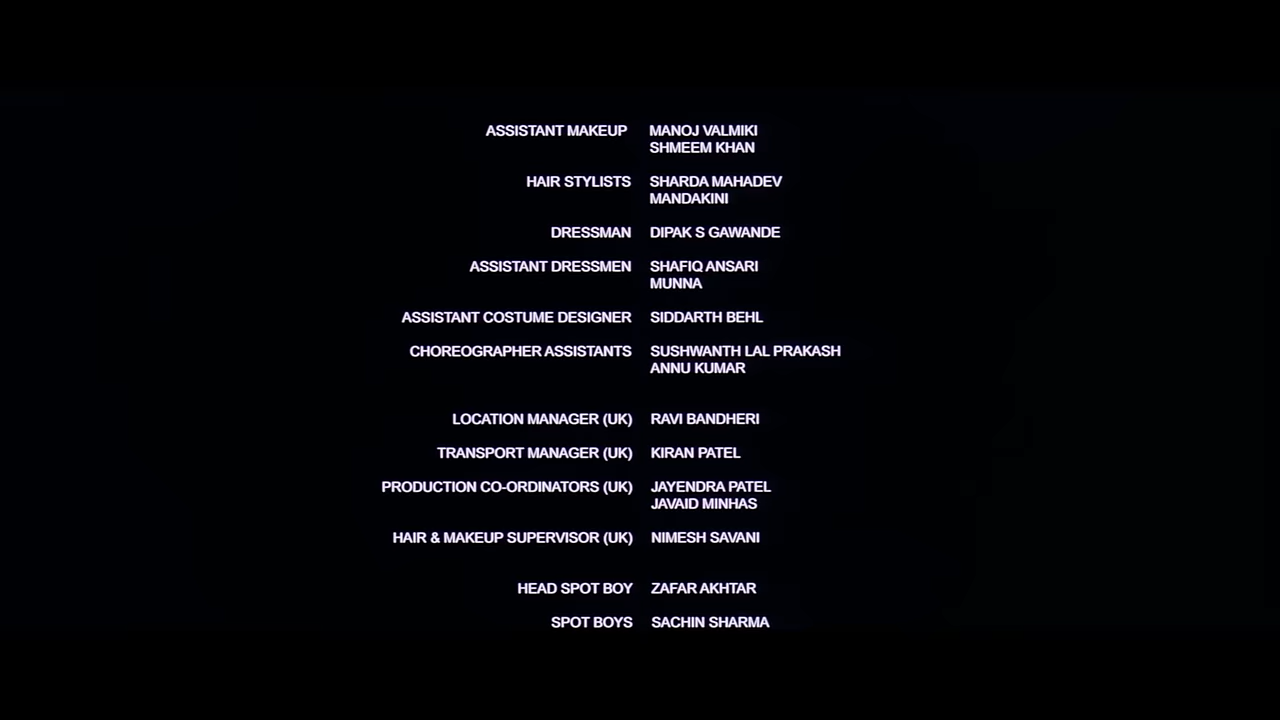 ASSISTANT MAKEUP MANOJ VALMIKI
SHMEEM KHAN
HAIR STYLISTS SHARDA MAHADEV
MANDAKINI
DRESSMAN DIPAK S GAWANDE
ASSISTANT DRESSMEN SHAFIQ ANSARI
MUNNA
ASSISTANT COSTUME DESIGNER SIDDARTH BEHL
CHOREOGRAPHER ASSISTANTS SUSHWANTH LAL PRAKASH
ANNU KUMAR
LOCATION MANAGER (UK) RAVI BANDHERI
TRANSPORT MANAGER (UK) KIRAN PATEL
PRODUCTION CO-ORDINATORS (UK) JAYENDRA PATEL
JAVAID MINHAS
HAIR & MAKEUP SUPERVISOR (UK) NIMESH SAVANI
HEAD SPOT BOY ZAFAR AKHTAR
SPOT BOYS SACHIN SHARMA